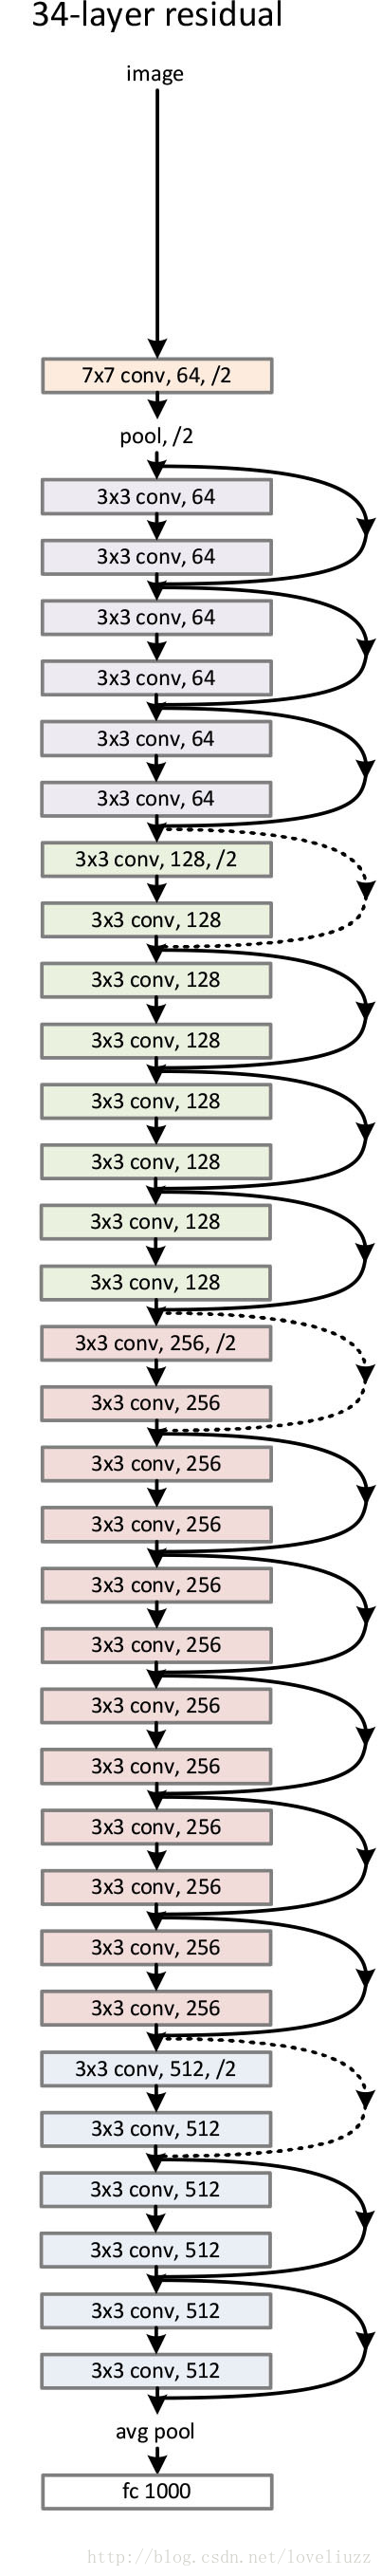 34-layer residual
image
7x7 conv, 64, /2
pool, /2
3x3 conv, 64
3x3 conv, 64
3x3 conv, 64
3x3 conv, 64
3x3 conv, 64
3x3 conv, 64
3x3 conv, 128, /2
3x3 conv, 128
3x3 conv, 128
3x3 conv, 128
3x3 conv, 128
3x3 conv, 128
3x3 conv, 128
3x3 conv, 128
3x3 conv, 256, /2
3x3 conv, 256
3x3 conv, 256
3x3 conv, 256
3x3 conv, 256
3x3 conv, 256
3x3 conv, 256
3x3 conv, 256
3x3 conv, 256
3x3 conv, 256
3x3 conv, 256
3x3 conv, 256
3x3 conv, 512, /2
3x3 conv, 512
3x3 conv, 512
3x3 conv, 512
3x3 conv, 512
3x3 conv, 512
avg pool
fc 1000
http://blog.csdn.net/loveliuzz